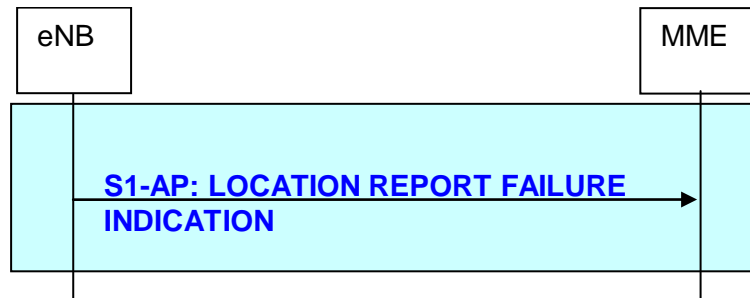 eNB
MME
S1-AP: LOCATION REPORT FAILURE
INDICATION